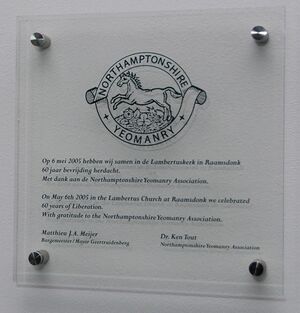 NORTHAMPTONSHIRE
YEOMANRY
Op 6 mei 2005 hebben wij samen in de Lambertuskerk in Raamsdonk
60 jaar bevrijding herdacht.
Met dank aan de Northamptonshire Yeomanry Association.
On May 6th 2005 in the Lambertus Church at Raamsdonk we celebrated
60 years of Liberation.
With gratitude to the Northamptonshire Yeomanry Association.
Matthieu J.A. Meijer Dr. Ken Tout
Burgemeester/Mayor Geertruidenberg Northamptonshire Yeomanry Association